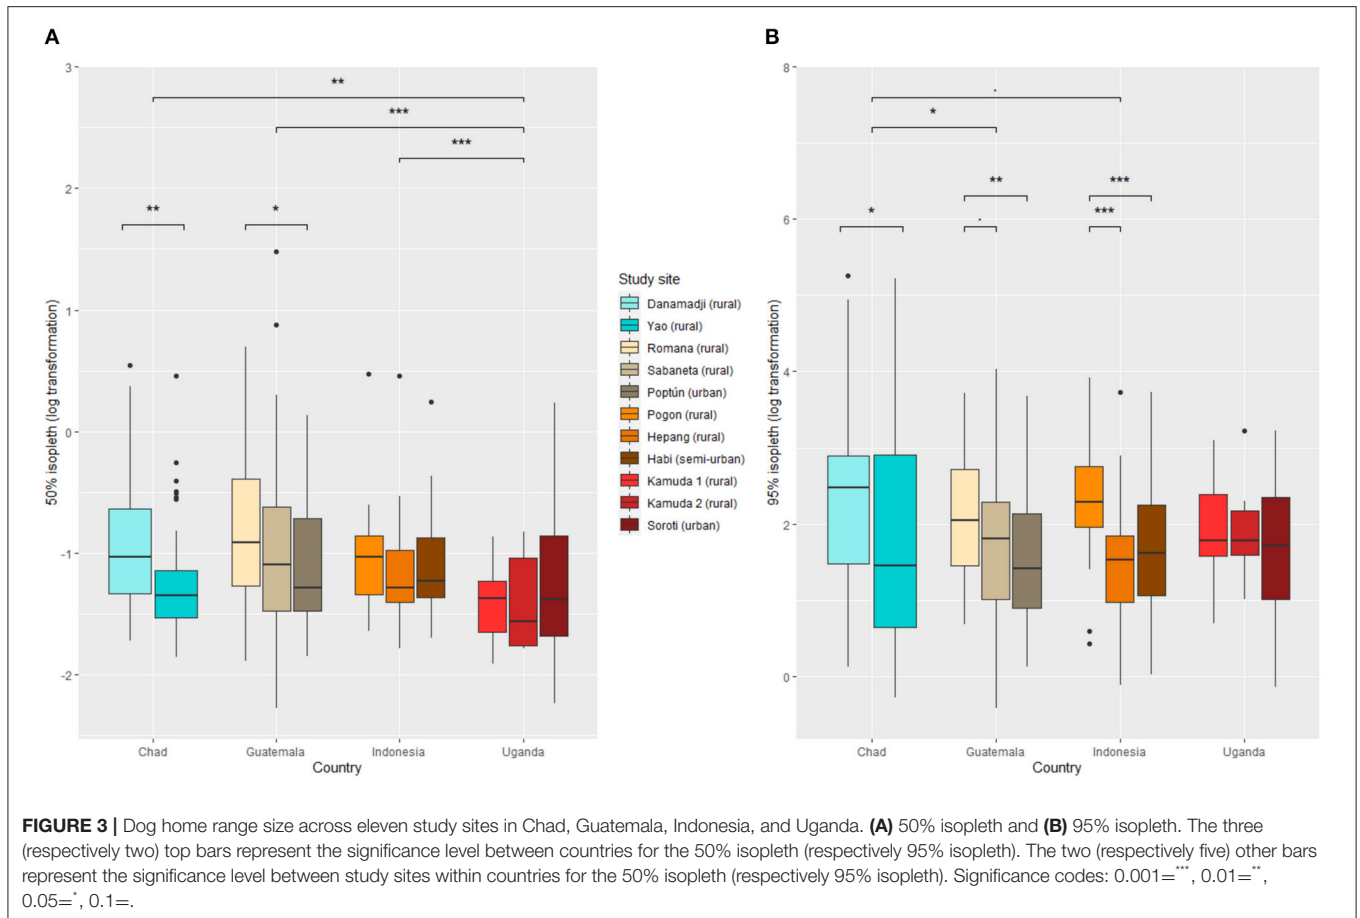 A
B
3
2
1
0
-1
-2
50% isopleth (log transformation)
**
***
***
**
*
Chad
Guatemala
Indonesia
Uganda
Country
Study site
Danamadji (rural)
Yao (rural)
Romana (rural)
Sabaneta (rural)
Poptún (urban)
Pogon (rural)
Hepang (rural)
Habi (semi-urban)
Kamuda 1 (rural)
Kamuda 2 (rural)
Soroti (urban)
8
6
4
2
0
95% isopleth (log transformation)
.
*
**
***
*
.
***
Chad
Guatemala
Indonesia
Uganda
Country
FIGURE 3 | Dog home range size across eleven study sites in Chad, Guatemala, Indonesia, and Uganda. (A) 50% isopleth and (B) 95% isopleth. The three
(respectively two) top bars represent the significance level between countries for the 50% isopleth (respectively 95% isopleth). The two (respectively five) other bars
represent the significance level between study sites within countries for the 50% isopleth (respectively 95% isopleth). Significance codes: 0.001=***, 0.01=**,
0.05=*, 0.1=.